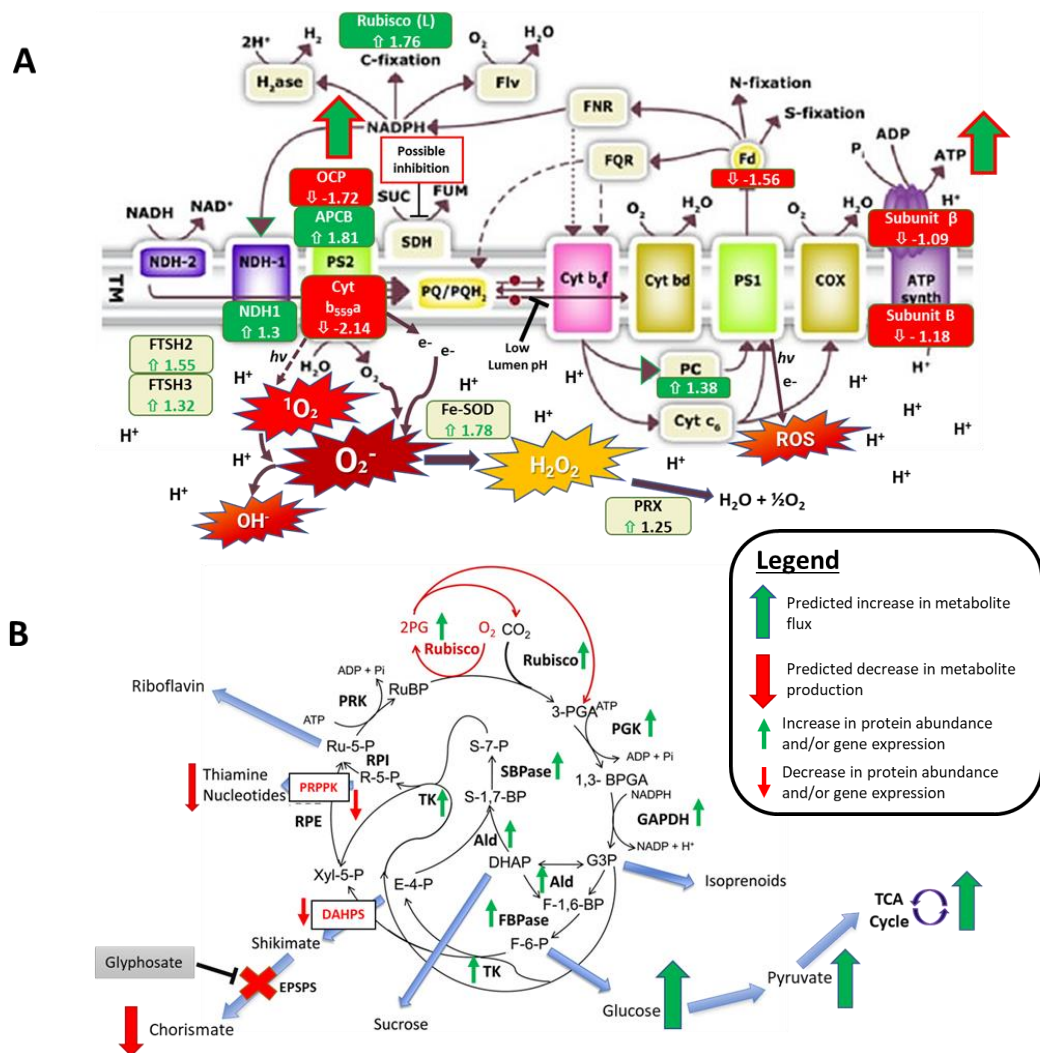 A
Rubisco (L)
⇧ 1.76
C-fixation
2H⁺
H₂
H₂ase
O₂
H₂O
Flv
NADPH
FNR
FQR
N-fixation
S-fixation
Fd
⇩ -1.56
Pᵢ
ADP
ATP
H⁺
Possible
inhibition
OCP
⇩ -1.72
APCB
⇧ 1.81
PS2
SUC
FUM
SDH
NADH
NAD⁺
NDH-2
NDH-1
NDH1
⇧ 1.3
Cyt
b₅₅₉a
⇩ -2.14
PQ/PQH₂
Cyt b₆f
O₂
H₂O
Cyt bd
PS1
O₂
H₂O
COX
Subunit β
⇩ -1.09
ATP
synth
Subunit B
⇩ - 1.18
H⁺
TM
FTSH2
⇧ 1.55
FTSH3
⇧ 1.32
hv
H₂O
O₂
e-
e-
Low
Lumen pH
PC
⇧ 1.38
Cyt c₆
hv
e-
ROS
H⁺
H⁺
H⁺
H⁺
H⁺
H⁺
H⁺
H⁺
H⁺
H⁺
H⁺
H⁺
¹O₂
O₂⁻
OH⁻
Fe-SOD
⇧ 1.78
H₂O₂
PRX
⇧ 1.25
H₂O + ½O₂
Legend
Predicted increase in metabolite
flux
Predicted decrease in metabolite
production
Increase in protein abundance
and/or gene expression
Decrease in protein abundance
and/or gene expression
B
2PG
Rubisco
O₂
CO₂
Rubisco
ADP + Pi
PRK
ATP
RuBP
Riboflavin
Ru-5-P
RPI
R-5-P
Thiamine
Nucleotides
PRPPK
RPE
Xyl-5-P
TK
S-7-P
SBPase
S-1,7-BP
Ald
DHAP
E-4-P
3-PGA
ATP
PGK
ADP + Pi
1,3- BPGA
NADPH
GAPDH
NADP + H⁺
G3P
Ald
F-1,6-BP
FBPase
F-6-P
TK
Isoprenoids
DAHPS
Shikimate
Glyphosate
EPSPS
Chorismate
Sucrose
Glucose
Pyruvate
TCA
Cycle